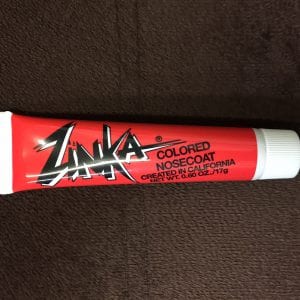 ZINKA®
COLORED
NOSECOAT
CREATED IN CALIFORNIA
NET WT. 0.60 OZ./17g